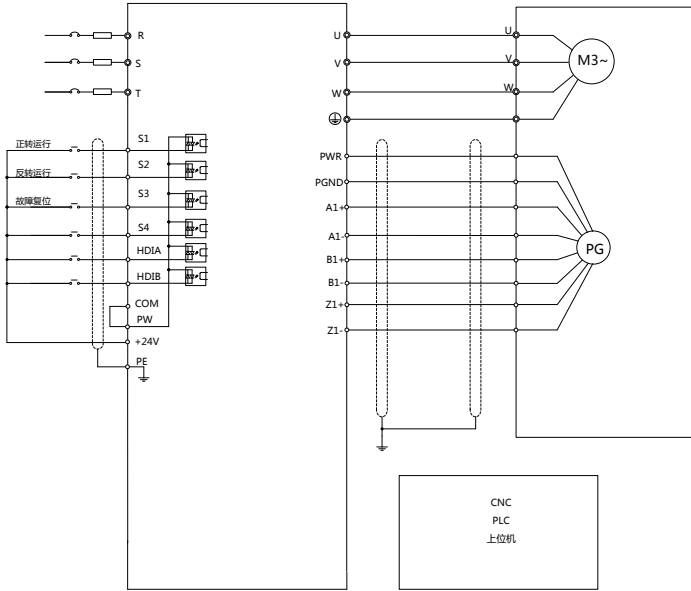 R
S
T
正转运行
反转运行
故障复位
S1
S2
S3
S4
HDIA
HDIB
COM
PW
+24V
PE
U
V
W
PWR
PGND
A1+
A1-
B1+
B1-
Z1+
Z1-
U
V
W
M3~
PG
CNC
PLC
上位机